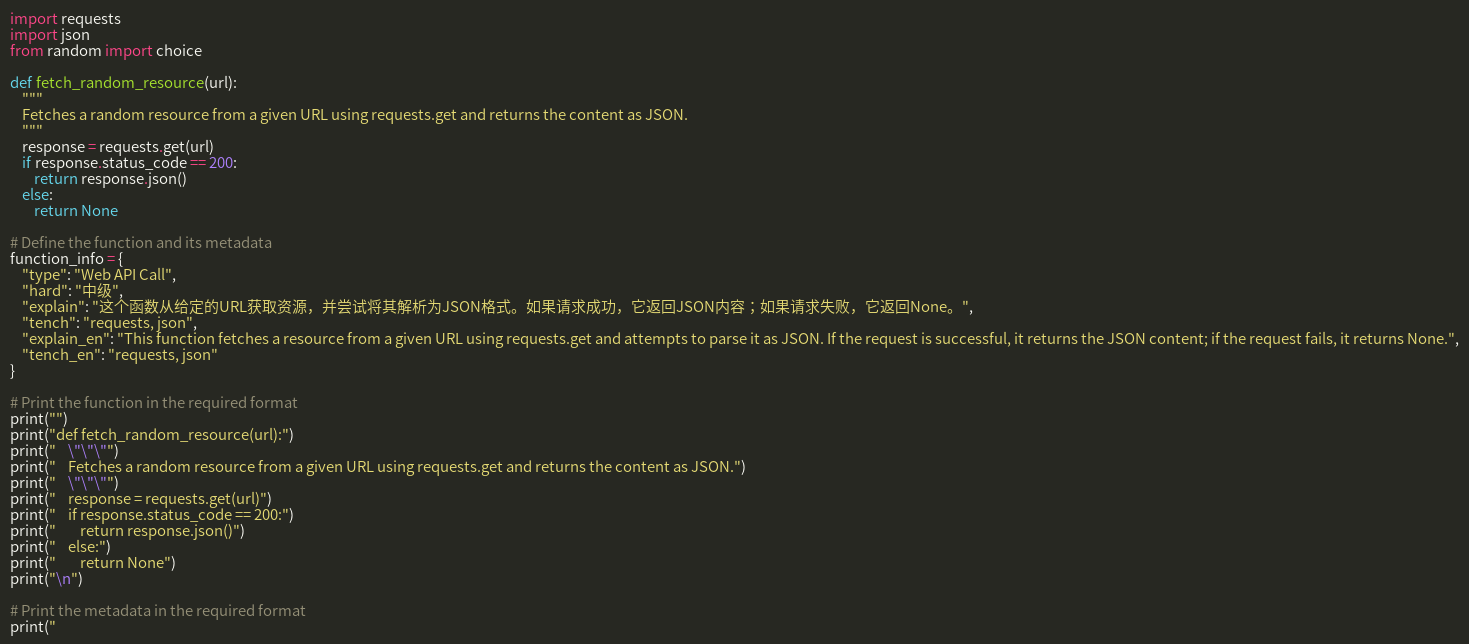 import requests
import json
from random import choice

def fetch_random_resource(url):
    """
    Fetches a random resource from a given URL using requests.get and returns the content as JSON.
    """
    response = requests.get(url)
    if response.status_code == 200:
        return response.json()
    else:
        return None

# Define the function and its metadata
function_info = {
    "type": "Web API Call",
    "hard": "中级",
    "explain": "这个函数从给定的URL获取资源，并尝试将其解析为JSON格式。如果请求成功，它返回JSON内容；如果请求失败，它返回None。",
    "tench": "requests, json",
    "explain_en": "This function fetches a resource from a given URL using requests.get and attempts to parse it as JSON. If the request is successful, it returns the JSON content; if the request fails, it returns None.",
    "tench_en": "requests, json"
}

# Print the function in the required format
print("")
print("def fetch_random_resource(url):")
print("    \"\"\"")
print("    Fetches a random resource from a given URL using requests.get and returns the content as JSON.")
print("    \"\"\"")
print("    response = requests.get(url)")
print("    if response.status_code == 200:")
print("        return response.json()")
print("    else:")
print("        return None")
print("\n")

# Print the metadata in the required format
print("